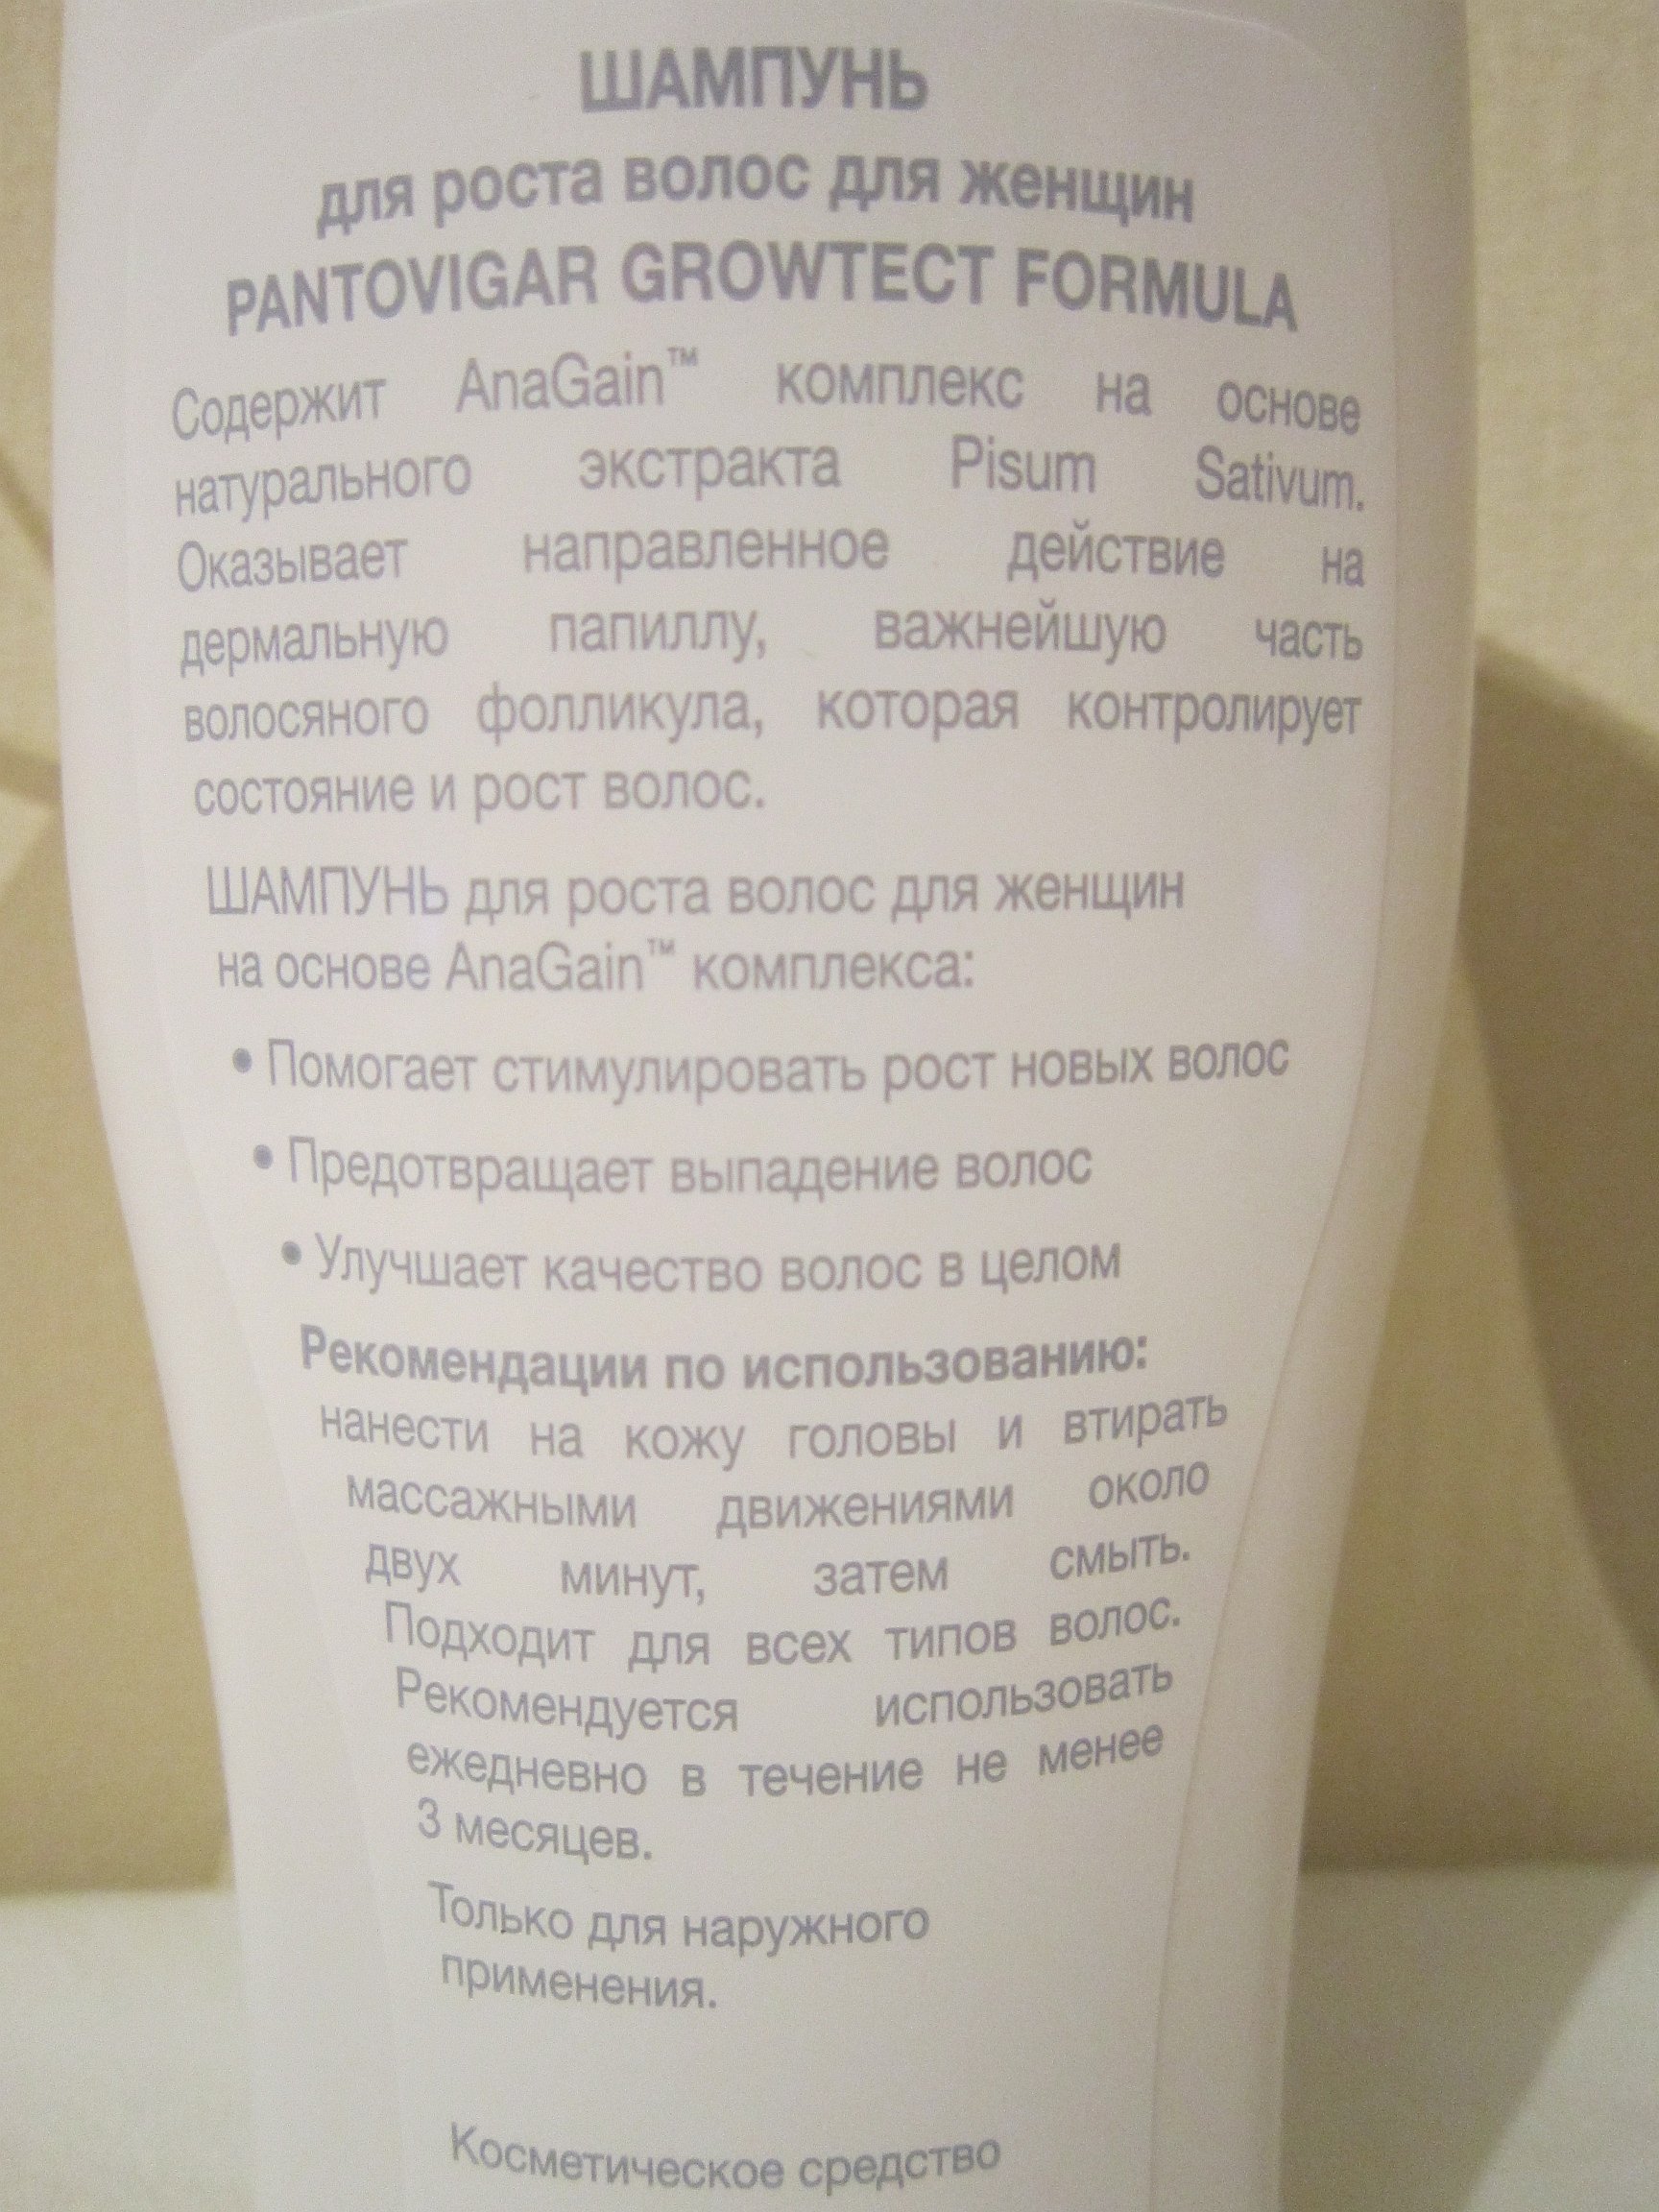 ШАМПУНЬ
для роста волос для женщин
PANTOVIGAR GROWTECT FORMULA
Содержит AnaGain™ комплекс на основе
натурального экстракта Pisum Sativum.
Оказывает направленное действие на
дермальную папиллу, важнейшую часть
волосяного фолликула, которая контролирует
состояние и рост волос.
ШАМПУНЬ для роста волос для женщин
на основе AnaGain™ комплекса:
• Помогает стимулировать рост новых волос
• Предотвращает выпадение волос
• Улучшает качество волос в целом
Рекомендации по использованию:
нанести на кожу головы и втирать
массажными движениями около
двух минут, затем смыть.
Подходит для всех типов волос.
Рекомендуется использовать
ежедневно в течение не менее
3 месяцев.
Только для наружного
применения.
Косметическое средство